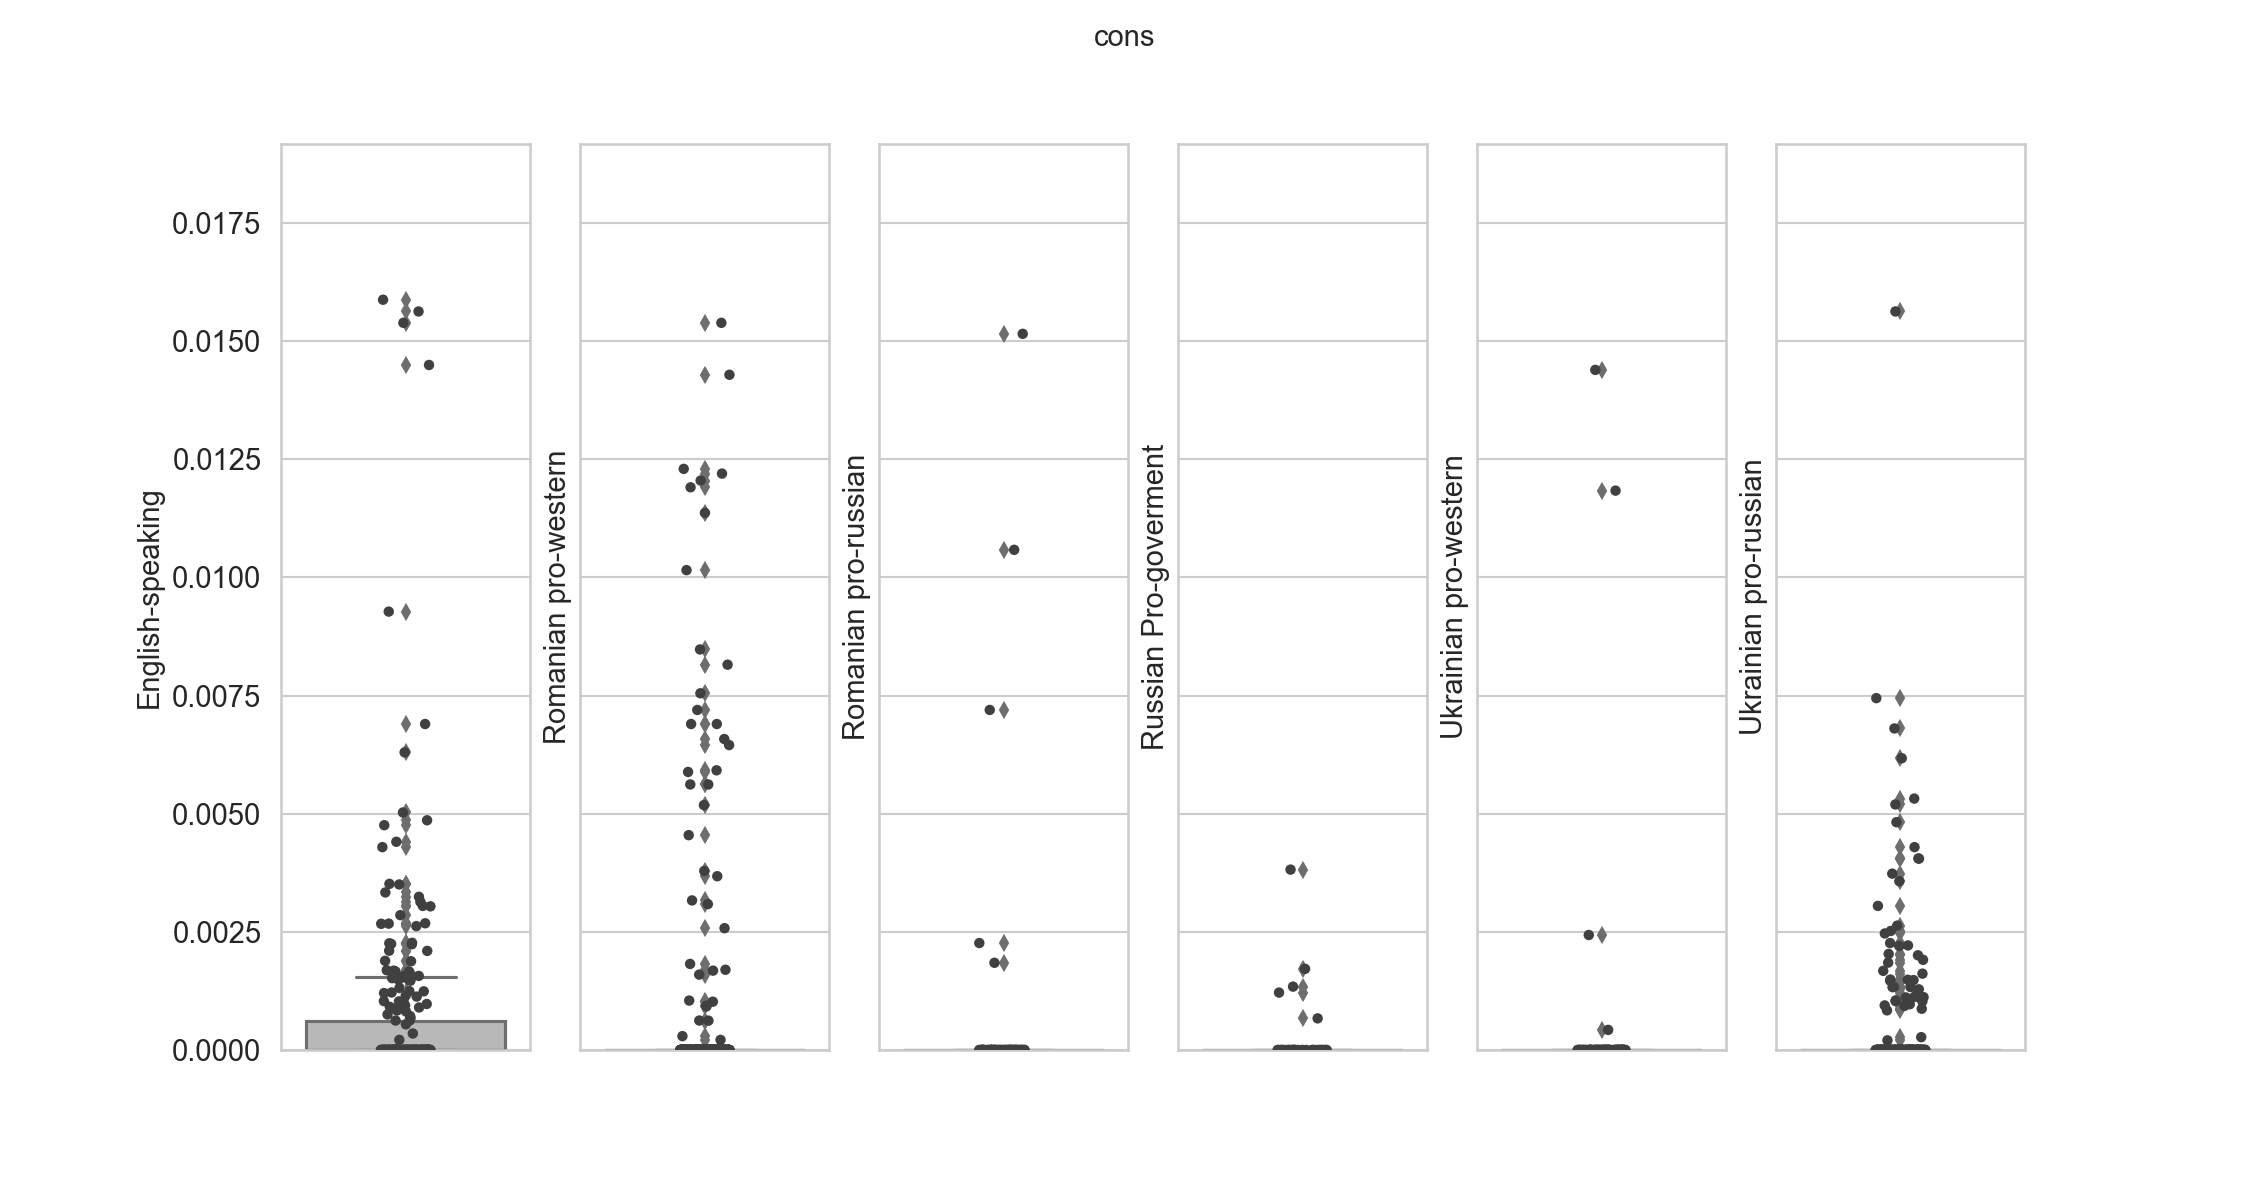 cons
0.0175
0.0150
0.0125
0.0100
0.0075
0.0050
0.0025
0.0000
English-speaking
Romanian pro-western
Romanian pro-russian
Russian Pro-goverment
Ukrainian pro-western
Ukrainian pro-russian